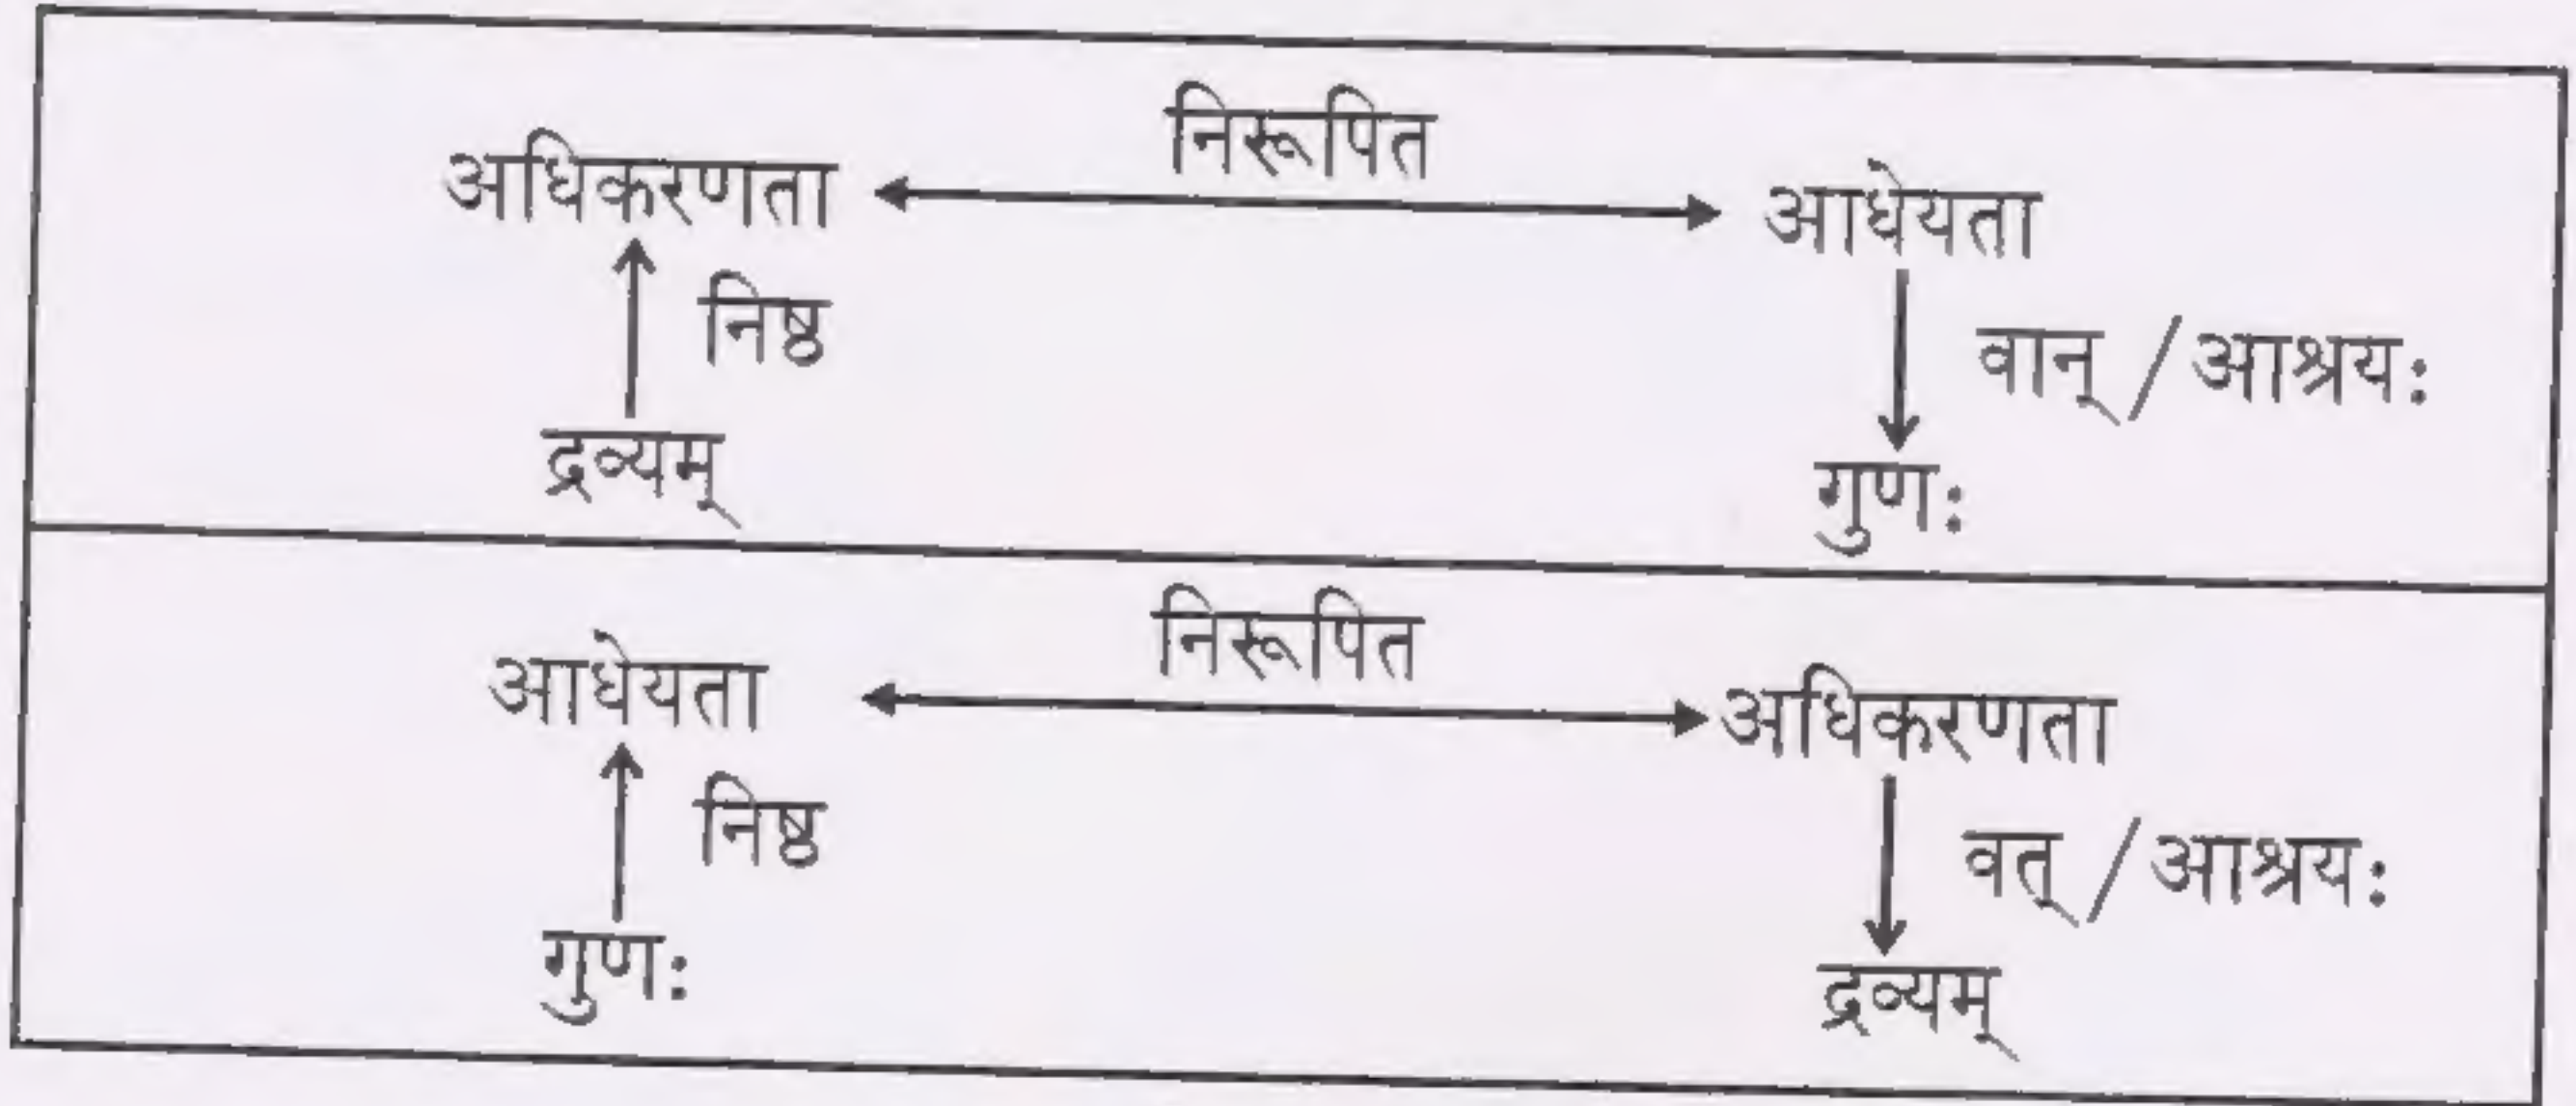 निरूपित
अधिकरणता आधेयता
निष्ठ वान् / आश्रयः
द्रव्यम् गुणः
निरूपित
आधेयता अधिकरणता
निष्ठ वत् / आश्रयः
गुणः द्रव्यम्